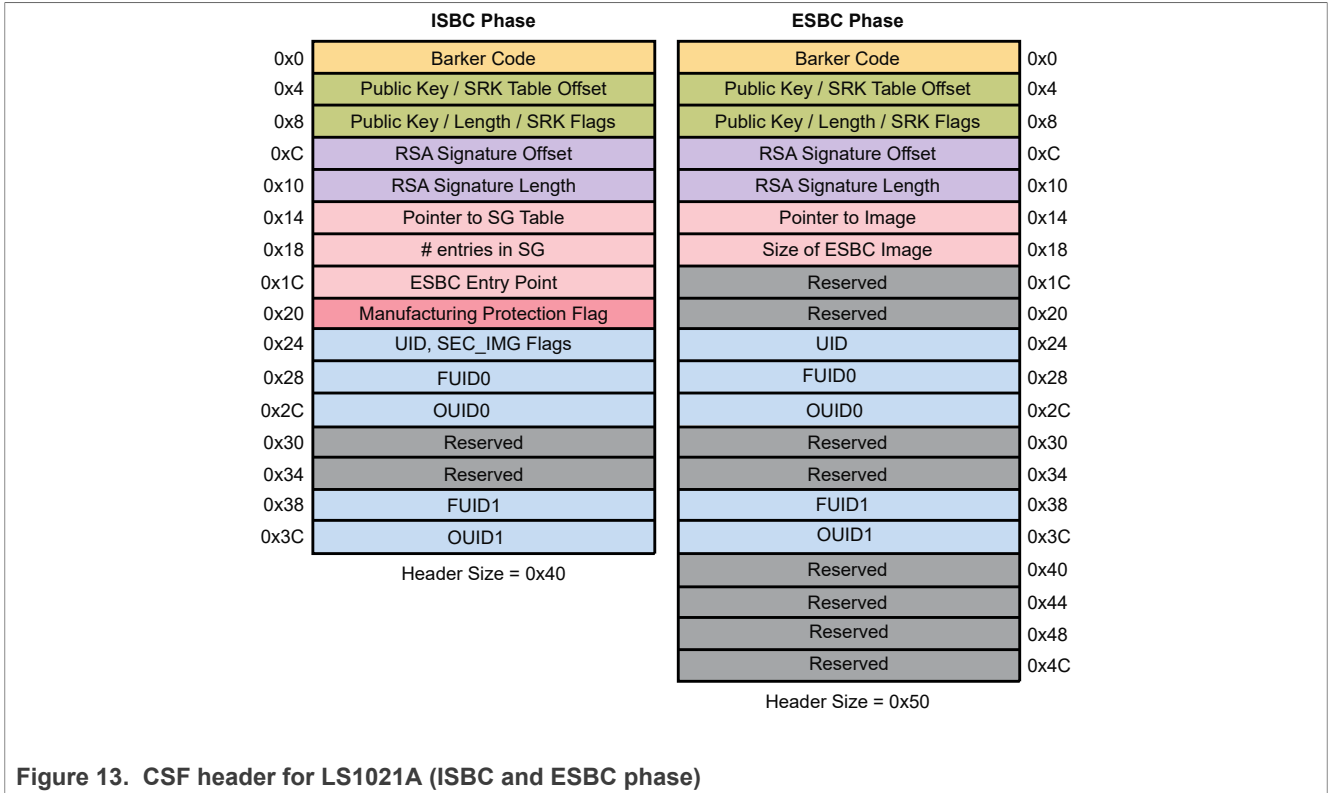 ISBC Phase ESBC Phase
0x0 Barker Code Barker Code 0x0
0x4 Public Key / SRK Table Offset Public Key / SRK Table Offset 0x4
0x8 Public Key / Length / SRK Flags Public Key / Length / SRK Flags 0x8
0xC RSA Signature Offset RSA Signature Offset 0xC
0x10 RSA Signature Length RSA Signature Length 0x10
0x14 Pointer to SG Table Pointer to Image 0x14
0x18 # entries in SG Size of ESBC Image 0x18
0x1C ESBC Entry Point Reserved 0x1C
0x20 Manufacturing Protection Flag Reserved 0x20
0x24 UID, SEC_IMG Flags UID 0x24
0x28 FUID0 FUID0 0x28
0x2C OUID0 OUID0 0x2C
0x30 Reserved Reserved 0x30
0x34 Reserved Reserved 0x34
0x38 FUID1 FUID1 0x38
0x3C OUID1 OUID1 0x3C
Header Size = 0x40 Reserved 0x40
Reserved 0x44
Reserved 0x48
Reserved 0x4C
Header Size = 0x50
Figure 13. CSF header for LS1021A (ISBC and ESBC phase)